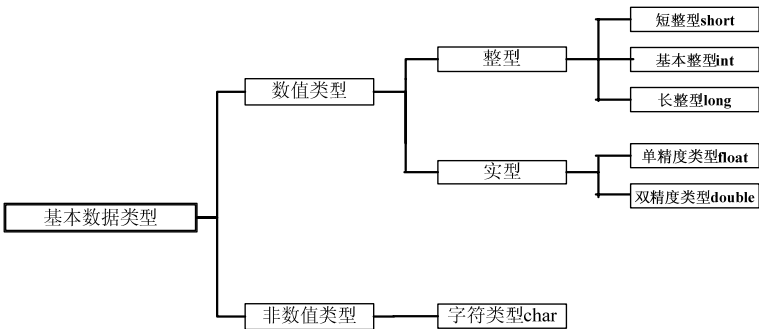 短整型short
整型
基本整型int
数值类型
长整型long
单精度类型float
实型
双精度类型double
基本数据类型
非数值类型
字符类型char